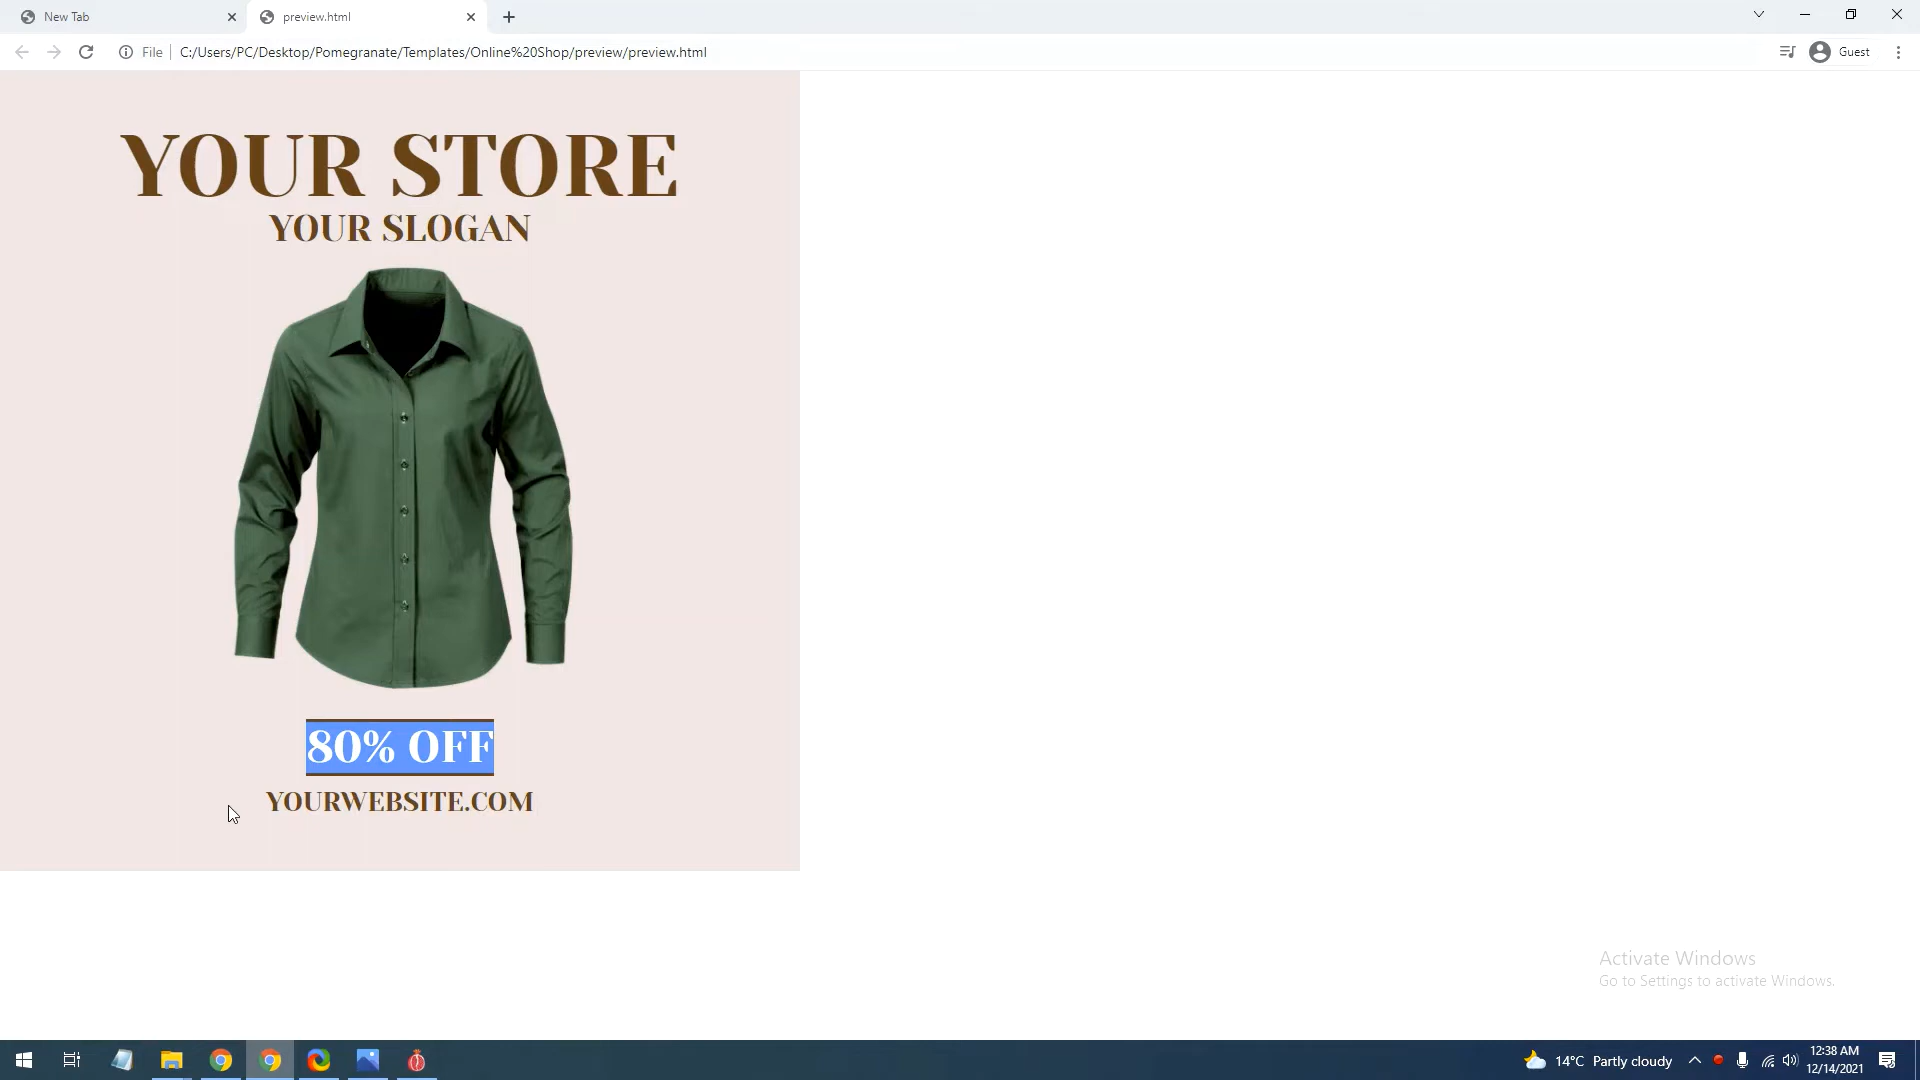 New Tab
preview.html
File
C:/Users/PC/Desktop/Pomegranate/Templates/Online%20Shop/preview/preview.html
Guest
YOUR STORE
YOUR SLOGAN
80% OFF
YOURWEBSITE.COM
Activate Windows
Go to Settings to activate Windows.
14°C Partly cloudy
12:38 AM
12/14/2021